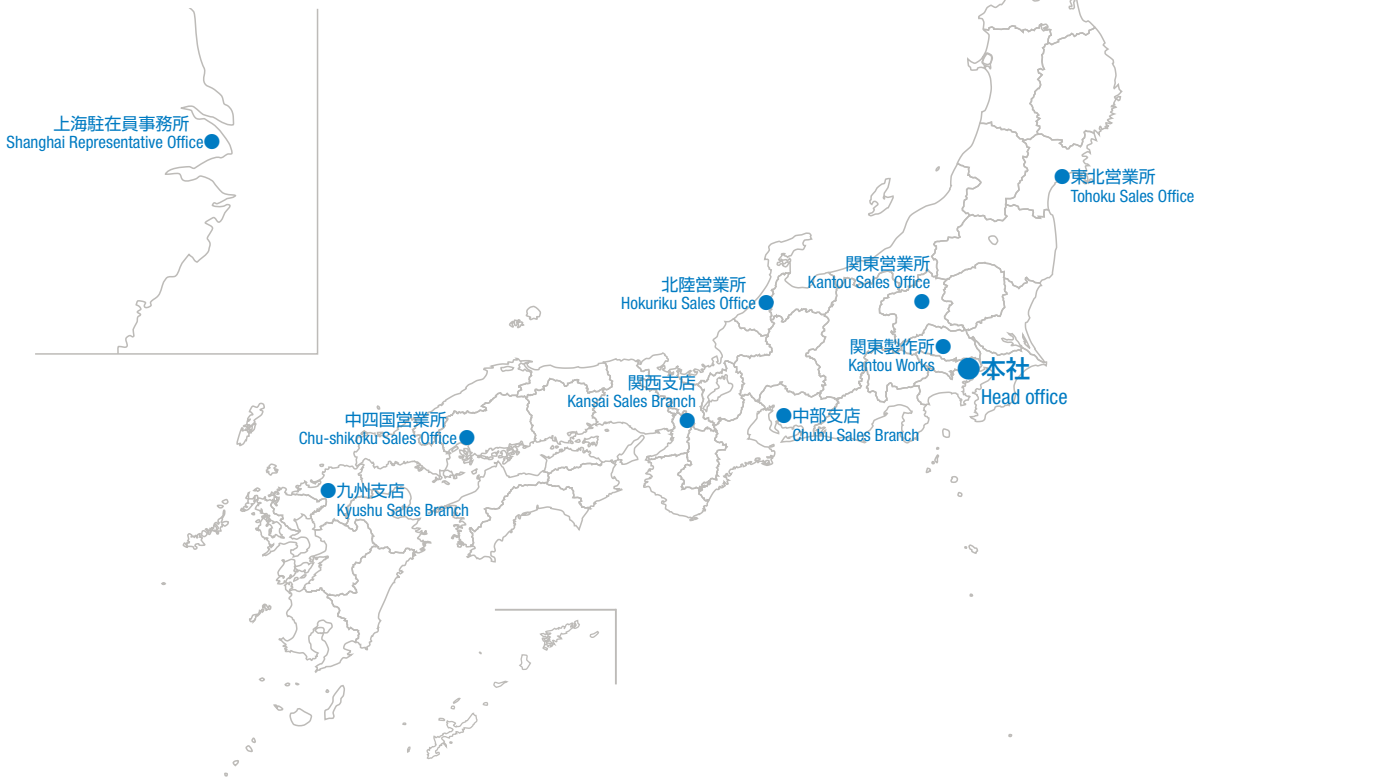 上海駐在員事務所
Shanghai Representative Office
東北営業所
Tohoku Sales Office
関東営業所
Kantou Sales Office
北陸営業所
Hokuriku Sales Office
関東製作所
Kantou Works
本社
Head office
関西支店
Kansai Sales Branch
中部支店
Chubu Sales Branch
中四国営業所
Chu-shikoku Sales Office
九州支店
Kyushu Sales Branch